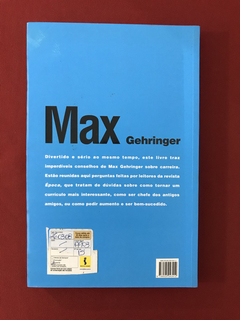 Max
Gehringer
Divertido e sério ao mesmo tempo, este livro traz
imperdíveis conselhos de Max Gehringer sobre carreira.
Estão reunidas aqui perguntas feitas por leitores da revista
Época, que tratam de dúvidas sobre como tornar um
currículo mais interessante, como ser chefe dos antigos
amigos, ou como pedir aumento e ser bem-sucedido.